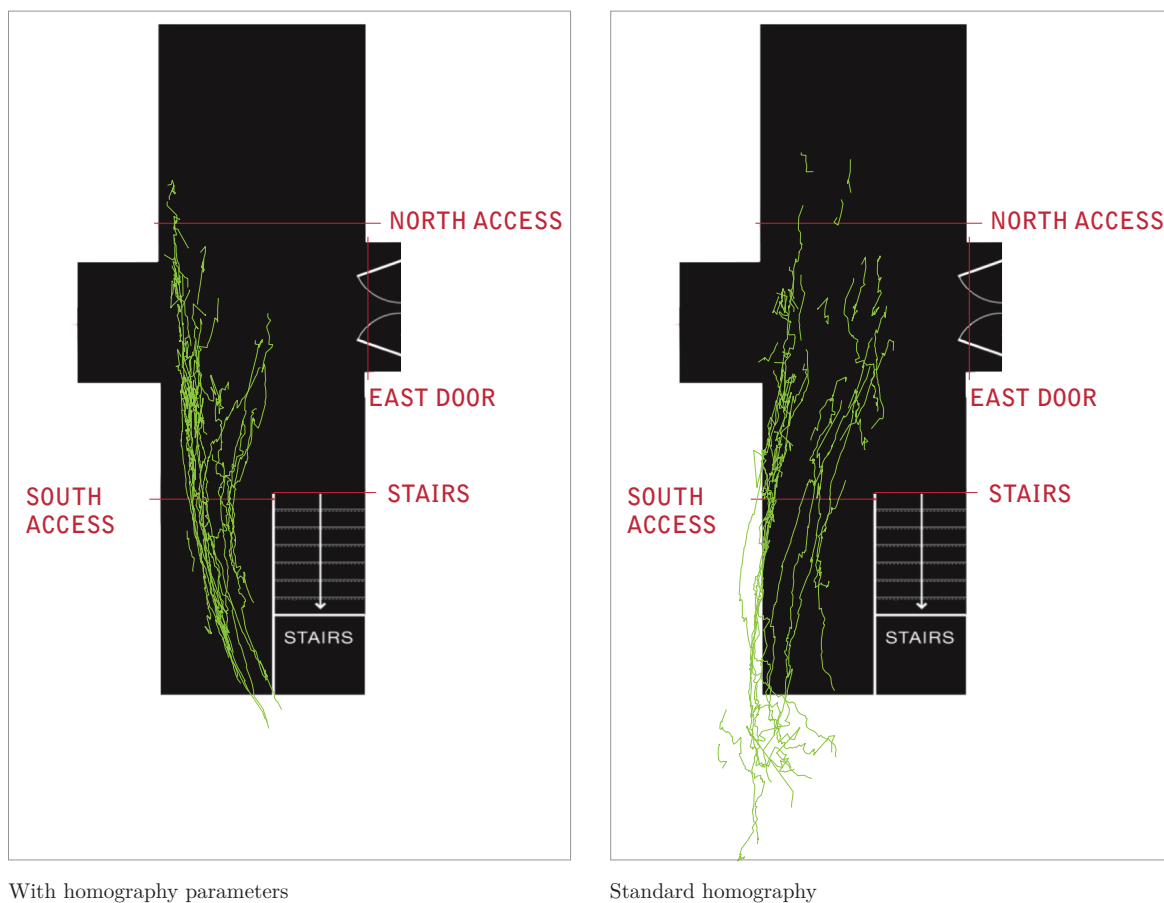 NORTH ACCESS
EAST DOOR
SOUTH
ACCESS
STAIRS
STAIRS
With homography parameters
NORTH ACCESS
EAST DOOR
SOUTH
ACCESS
STAIRS
STAIRS
Standard homography